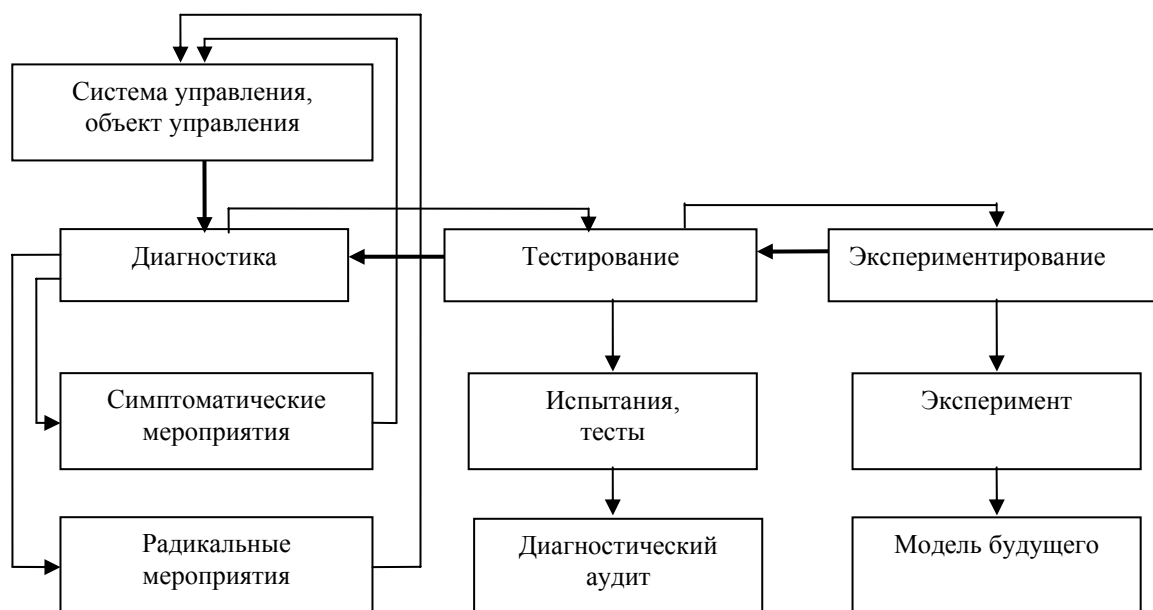 Система управления,
объект управления
Диагностика
Тестирование
Экспериментирование
Симптоматические
мероприятия
Испытания,
тесты
Эксперимент
Радикальные
мероприятия
Диагностический
аудит
Модель будущего